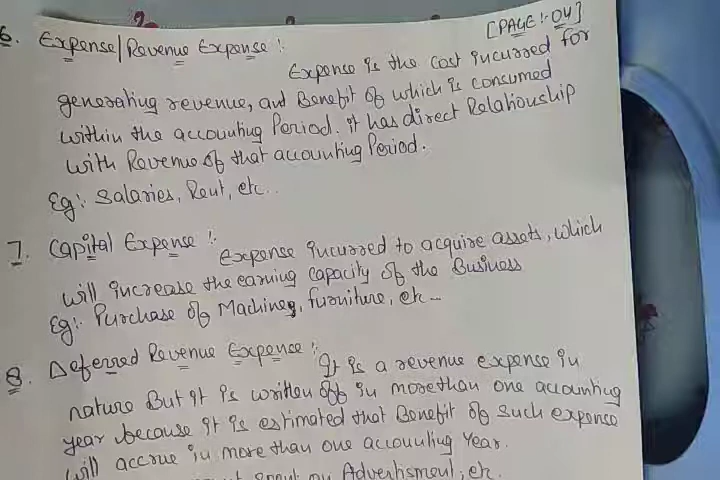 [PAGE :- 04]
6. Expense/Revenue Expense :-
Expense is the cost incurred for
generating revenue, and Benefit of which is consumed
within the accounting Period. it has direct Relationship
with Revenue of that accounting Period.
Eg:- Salaries, Rent, etc..
7. Capital Expense :-
Expense incurred to acquire assets, which
will increase the earning capacity of the Business
Eg:- Purchase of Machines, furniture, etc...
8. Deferred Revenue Expense :-
It is a revenue expense in
nature But it is written off in morethan one accounting
year because it is estimated that Benefit of such expense
will accrue in more than one accounting Year.
spent on Advertisment, etc.